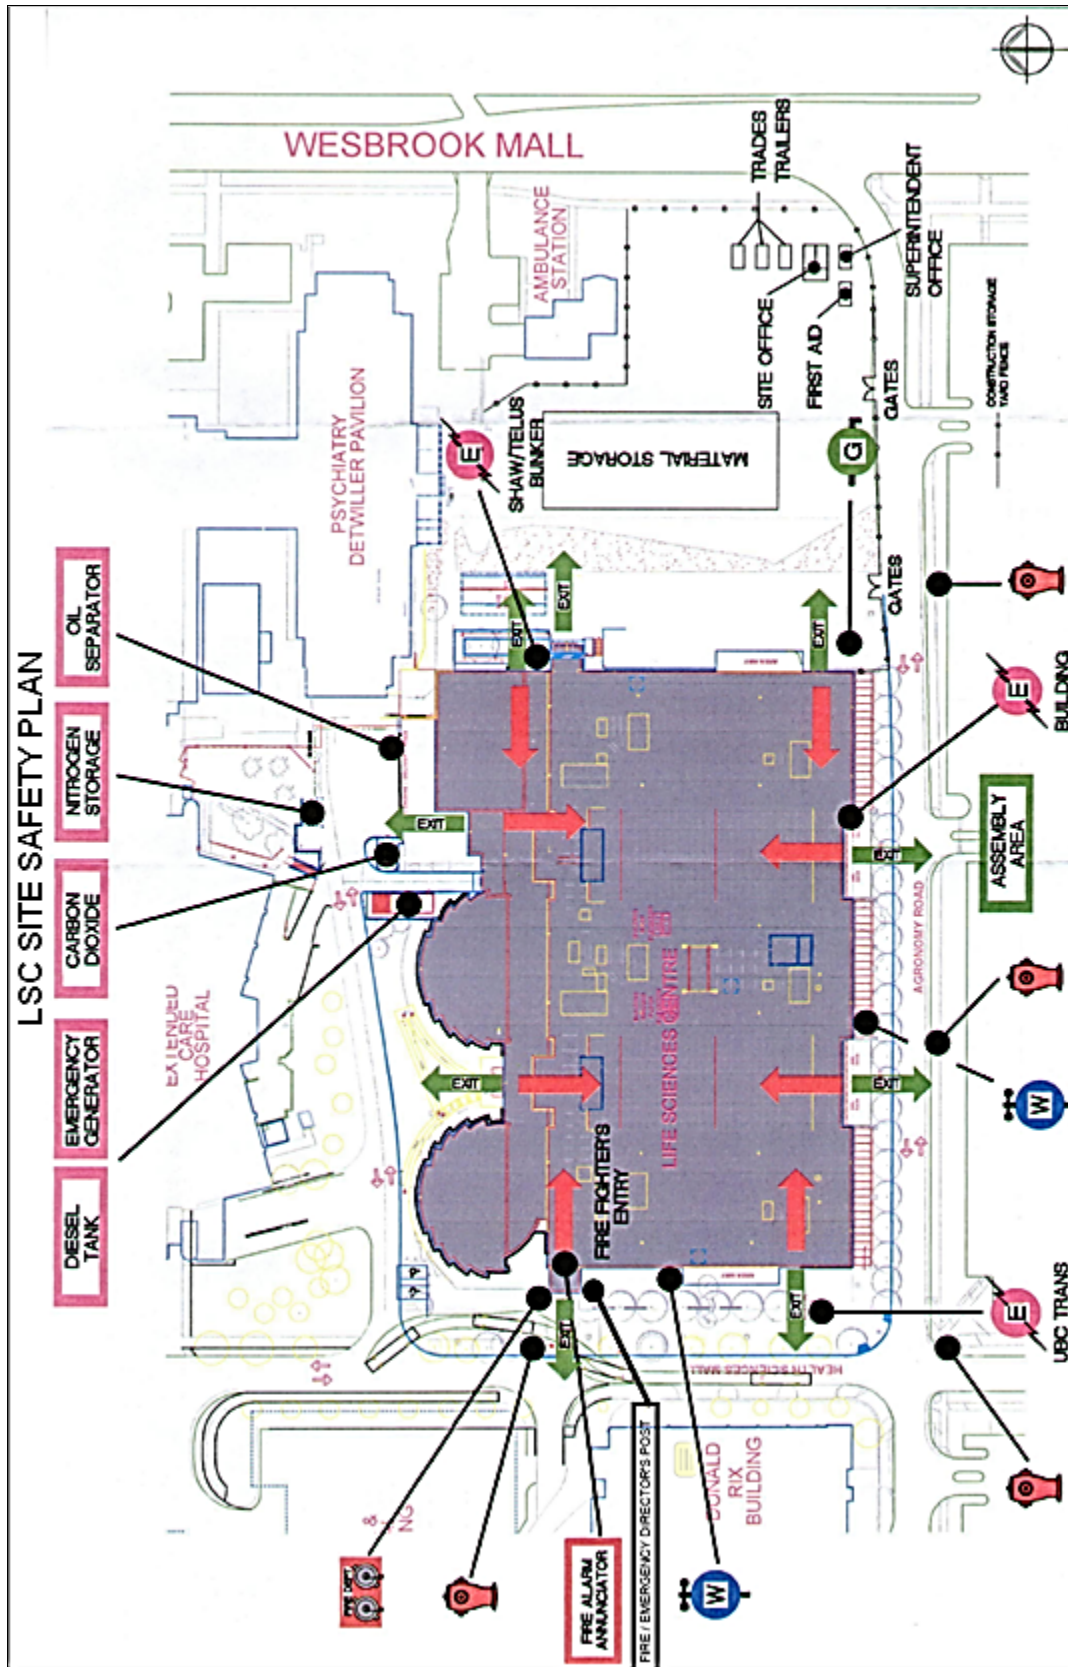 LSC SITE SAFETY PLAN
DIESEL
TANK
EMERGENCY
GENERATOR
CARBON
DIOXIDE
NITROGEN
STORAGE
OIL
SEPARATOR
WESBROOK MALL
EXTENDED
CARE
HOSPITAL
PSYCHIATRY
DETWILLER PAVILION
AMBULANCE
STATION
TRADES
TRAILERS
SUPERINTENDENT
OFFICE
SITE OFFICE
FIRST AID
E
SHAW/TELUS
BUNKER
MATERIAL STORAGE
G
GATES
GATES
CONSTRUCTION STORAGE
YARD FENCE
EXIT
EXIT
EXIT
EXIT
EXIT
EXIT
EXIT
EXIT
EXIT
LIFE SCIENCES CENTRE
FIRE FIGHTER'S
ENTRY
AGRONOMY ROAD
HEALTH SCIENCES MALL
ASSEMBLY
AREA
E
BUILDING
E
UBC TRANS
W
W
FIRE DEPT
FIRE ALARM
ANNUNCIATOR
FIRE / EMERGENCY DIRECTOR'S POST
DONALD
RIX
BUILDING
&
NG